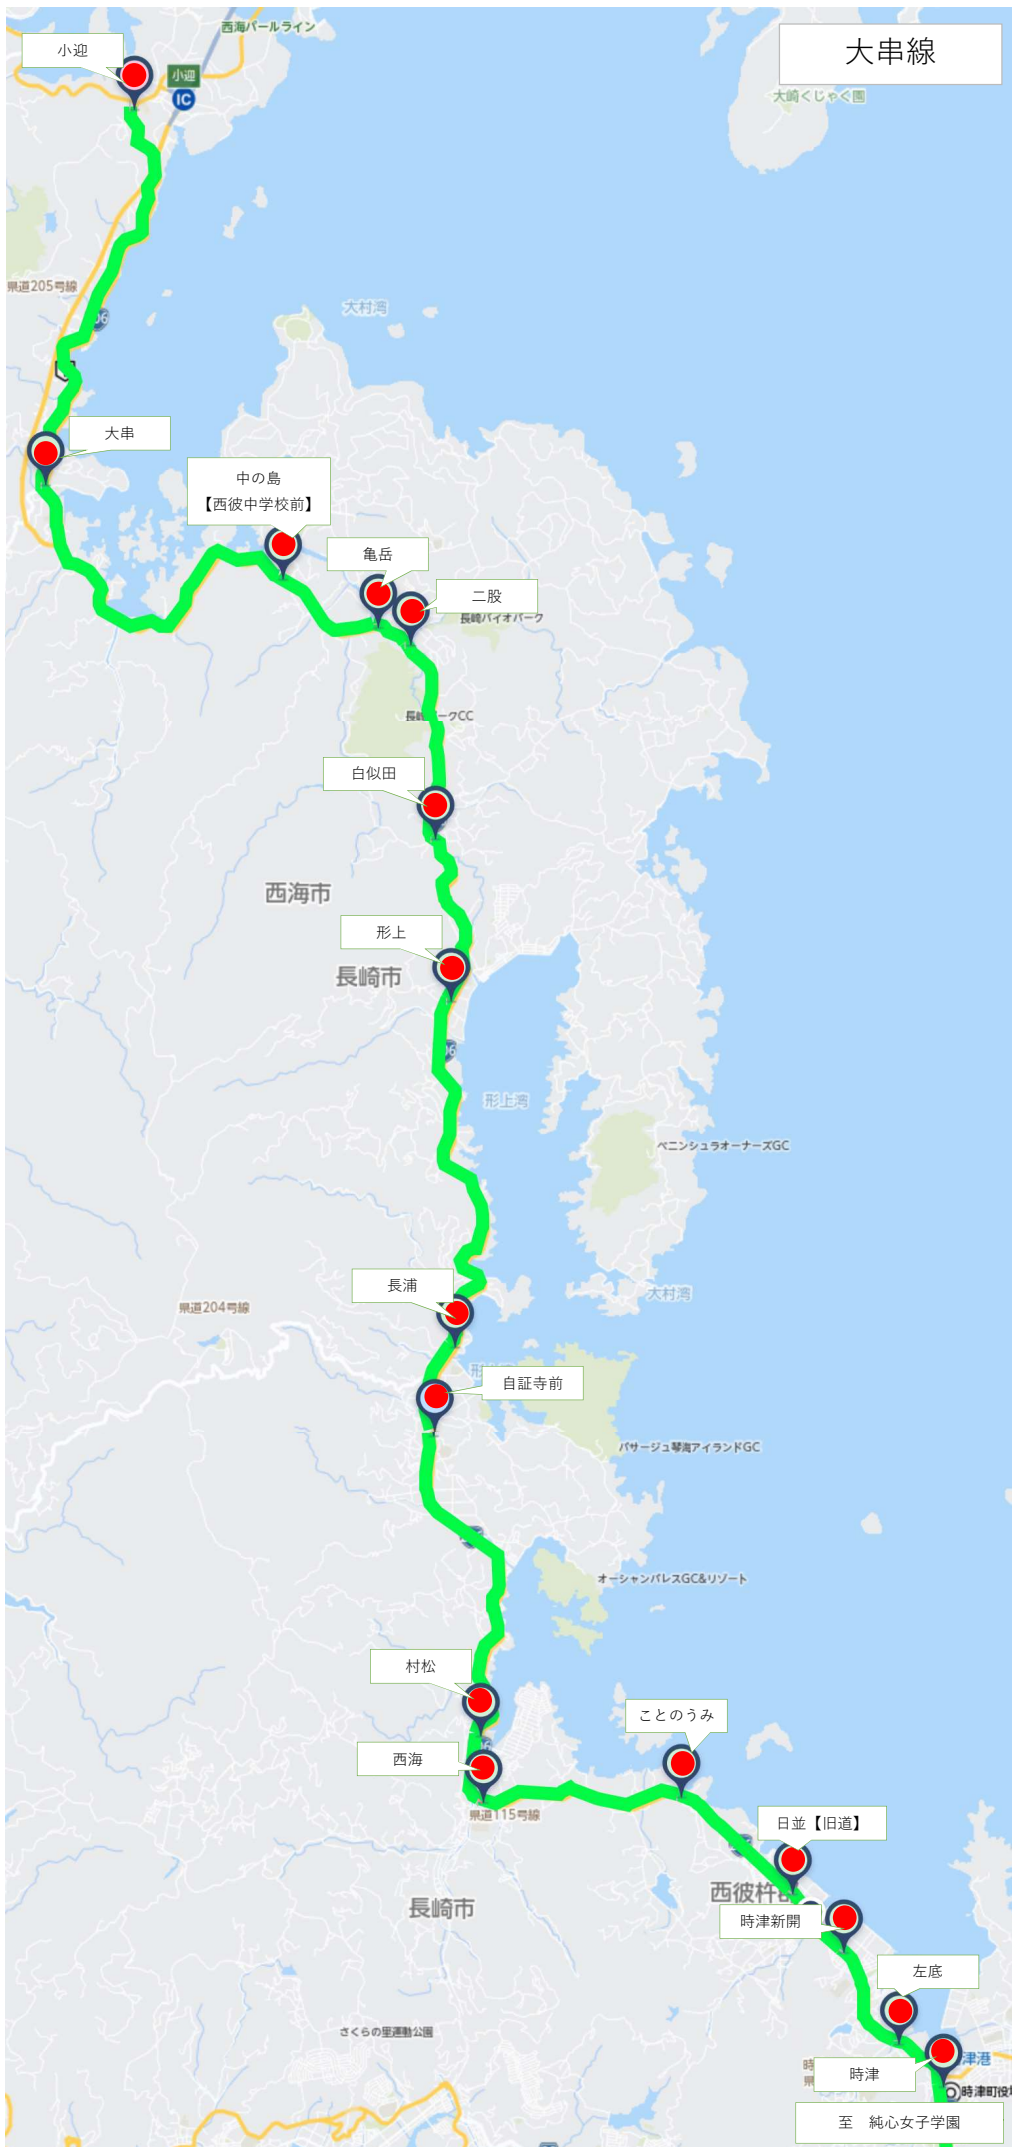 西海パールライン
大串線
小迎
小迎
IC
大崎くじゃく園
県道205号線
大村湾
大串
中の島
【西彼中学校前】
亀岳
二股
長崎バイオパーク
白似田
西海市
形上
長崎市
形上湾
ペニンシュラオーナーズGC
大村湾
長浦
県道204号線
自証寺前
パサージュ琴海アイランドGC
オーシャンパレスGC&リゾート
村松
ことのうみ
西海
県道115号線
日並【旧道】
西彼杵
長崎市
時津新開
左底
さくらの里運動公園
津港
時津
時津町役
至 純心女子学園